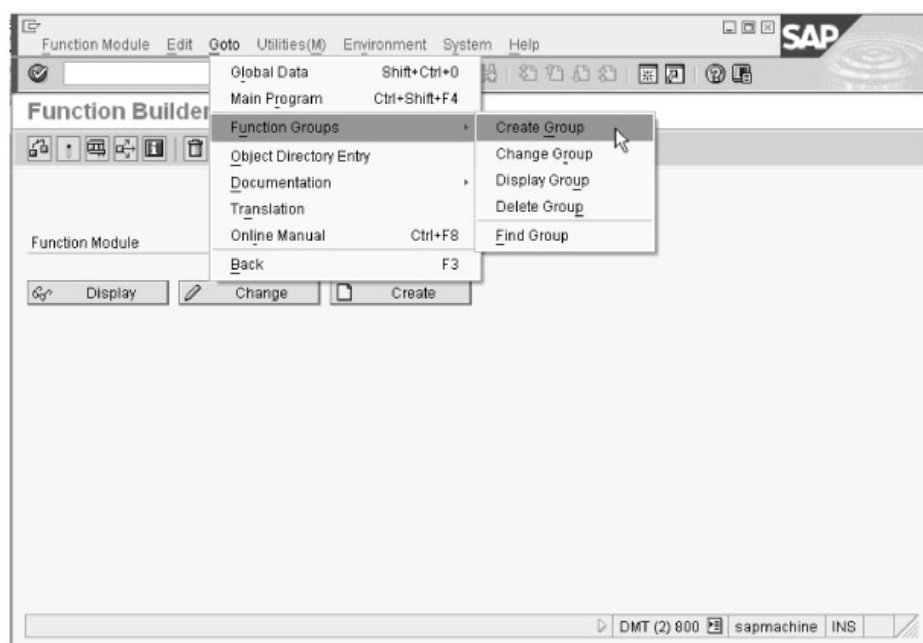 Function Module Edit Goto Utilities(M) Environment System Help
SAP
Global Data Shift+Ctrl+0
Main Program Ctrl+Shift+F4
Function Builder
Function Groups
Create Group
Change Group
Object Directory Entry
Documentation
Display Group
Translation
Delete Group
Online Manual Ctrl+F8
Find Group
Function Module
Back F3
Display Change Create
DMT (2) 800 sapmachine INS